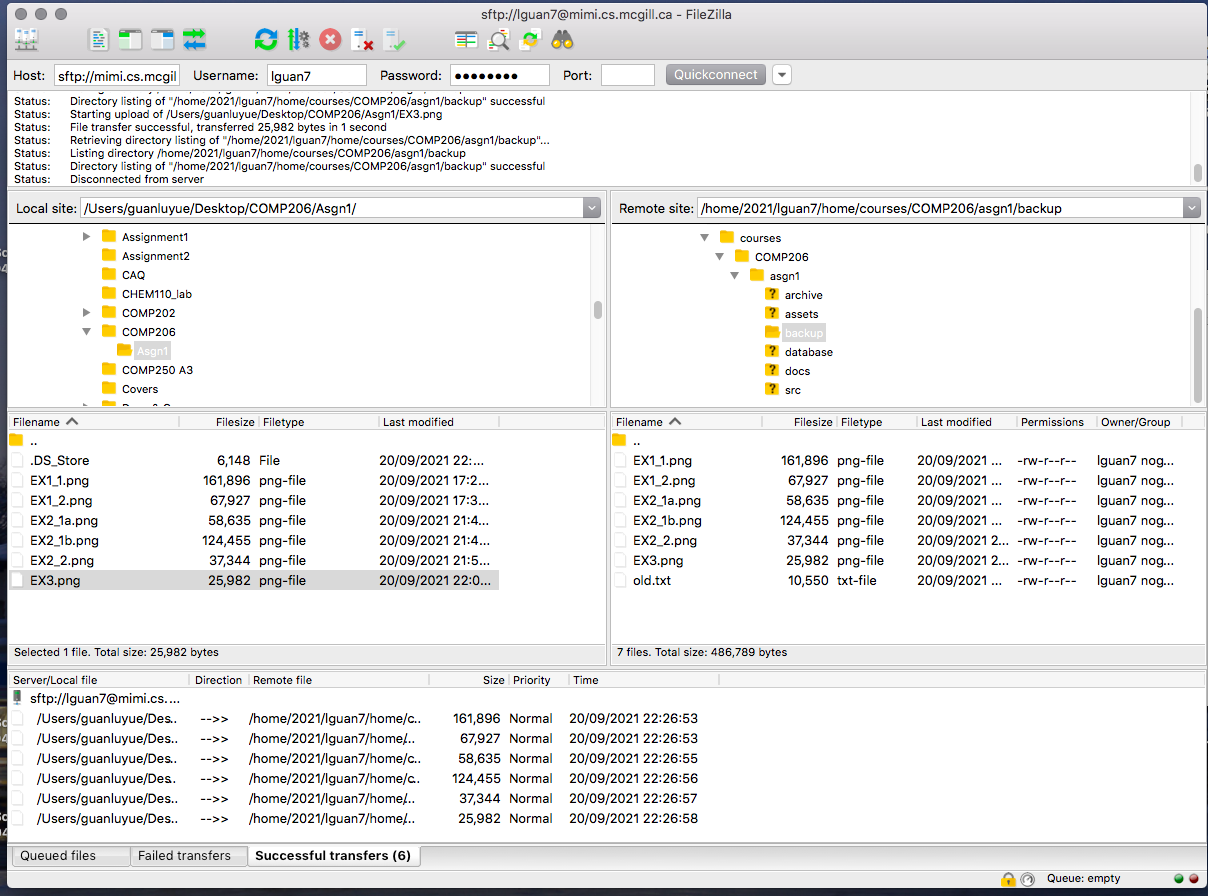 sftp://lguan7@mimi.cs.mcgill.ca - FileZilla
Host: sftp://mimi.cs.mcgil Username: lguan7 Password: ●●●●●●●● Port: Quickconnect
Status: Directory listing of "/home/2021/lguan7/home/courses/COMP206/asgn1/backup" successful
Status: Starting upload of /Users/guanluyue/Desktop/COMP206/Asgn1/EX3.png
Status: File transfer successful, transferred 25,982 bytes in 1 second
Status: Retrieving directory listing of "/home/2021/lguan7/home/courses/COMP206/asgn1/backup"...
Status: Listing directory /home/2021/lguan7/home/courses/COMP206/asgn1/backup
Status: Directory listing of "/home/2021/lguan7/home/courses/COMP206/asgn1/backup" successful
Status: Disconnected from server
Local site: /Users/guanluyue/Desktop/COMP206/Asgn1/
Assignment1
Assignment2
CAQ
CHEM110_lab
COMP202
COMP206
Asgn1
COMP250 A3
Covers
Remote site: /home/2021/lguan7/home/courses/COMP206/asgn1/backup
courses
COMP206
asgn1
? archive
? assets
backup
? database
? docs
? src
Filename Filesize Filetype Last modified
..
.DS_Store 6,148 File 20/09/2021 22:...
EX1_1.png 161,896 png-file 20/09/2021 17:2...
EX1_2.png 67,927 png-file 20/09/2021 17:3...
EX2_1a.png 58,635 png-file 20/09/2021 21:4...
EX2_1b.png 124,455 png-file 20/09/2021 21:4...
EX2_2.png 37,344 png-file 20/09/2021 21:5...
EX3.png 25,982 png-file 20/09/2021 22:0...
Selected 1 file. Total size: 25,982 bytes
Filename Filesize Filetype Last modified Permissions Owner/Group
..
EX1_1.png 161,896 png-file 20/09/2021 ... -rw-r--r-- lguan7 nog...
EX1_2.png 67,927 png-file 20/09/2021 ... -rw-r--r-- lguan7 nog...
EX2_1a.png 58,635 png-file 20/09/2021 ... -rw-r--r-- lguan7 nog...
EX2_1b.png 124,455 png-file 20/09/2021 ... -rw-r--r-- lguan7 nog...
EX2_2.png 37,344 png-file 20/09/2021 2... -rw-r--r-- lguan7 nog...
EX3.png 25,982 png-file 20/09/2021 2... -rw-r--r-- lguan7 nog...
old.txt 10,550 txt-file 20/09/2021 ... -rw-r--r-- lguan7 nog...
7 files. Total size: 486,789 bytes
Server/Local file Direction Remote file Size Priority Time
sftp://lguan7@mimi.cs....
/Users/guanluyue/Des.. -->> /home/2021/lguan7/home/c.. 161,896 Normal 20/09/2021 22:26:53
/Users/guanluyue/Des.. -->> /home/2021/lguan7/home/.. 67,927 Normal 20/09/2021 22:26:53
/Users/guanluyue/Des.. -->> /home/2021/lguan7/home/c.. 58,635 Normal 20/09/2021 22:26:55
/Users/guanluyue/Des.. -->> /home/2021/lguan7/home/c.. 124,455 Normal 20/09/2021 22:26:56
/Users/guanluyue/Des.. -->> /home/2021/lguan7/home/.. 37,344 Normal 20/09/2021 22:26:57
/Users/guanluyue/Des.. -->> /home/2021/lguan7/home/.. 25,982 Normal 20/09/2021 22:26:58
Queued files Failed transfers Successful transfers (6)
Queue: empty